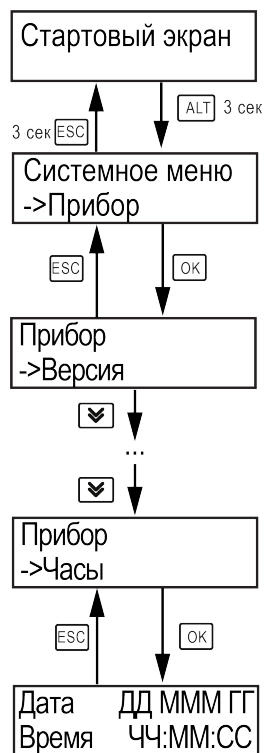 Стартовый экран
ALT 3 сек
3 сек ESC
Системное меню
->Прибор
ESC OK
Прибор
->Версия
...
Прибор
->Часы
ESC OK
Дата ДД МММ ГГ
Время ЧЧ:ММ:СС